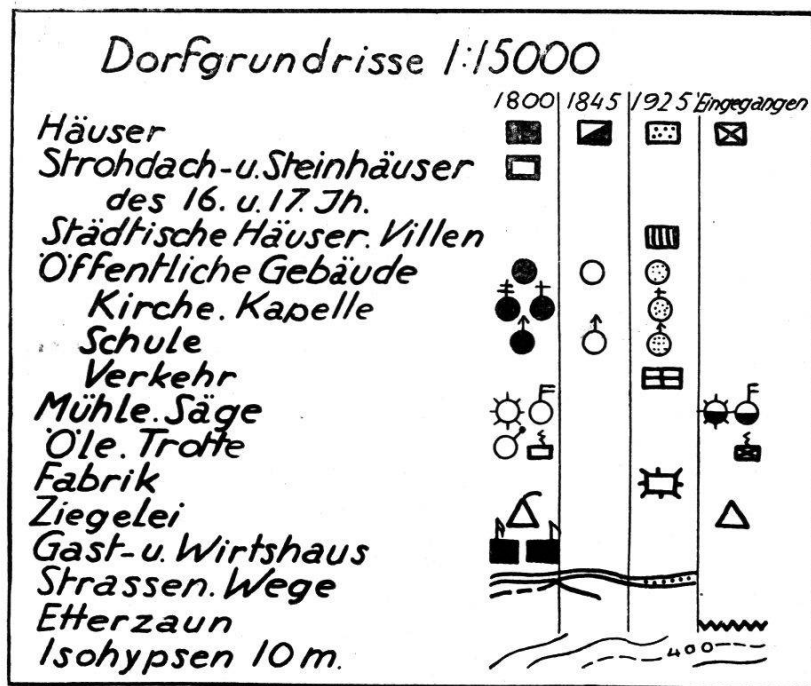 Dorfgrundrisse 1:15000
1800 1845 1925 Eingegangen
Häuser
Strohdach-u. Steinhäuser
des 16. u. 17. Jh.
Städtische Häuser. Villen
Öffentliche Gebäude
Kirche. Kapelle
Schule
Verkehr
Mühle. Säge
Öle. Trotte
Fabrik
Ziegelei
Gast-u. Wirtshaus
Strassen. Wege
Etterzaun
Isohypsen 10 m.
400